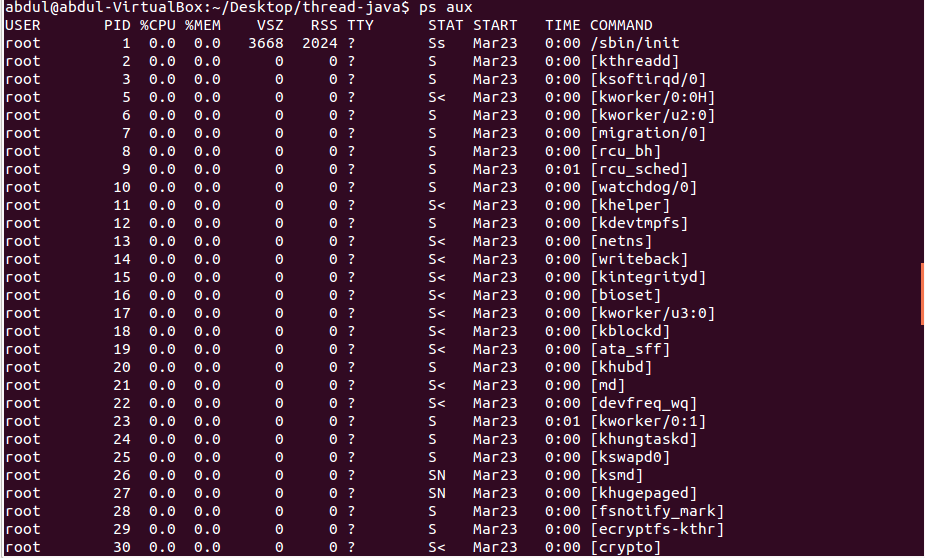 abdul@abdul-VirtualBox:~/Desktop/thread-java$ ps aux
USER       PID %CPU %MEM    VSZ   RSS TTY      STAT START   TIME COMMAND
root         1  0.0  0.0   3668  2024 ?        Ss   Mar23   0:00 /sbin/init
root         2  0.0  0.0      0     0 ?        S    Mar23   0:00 [kthreadd]
root         3  0.0  0.0      0     0 ?        S    Mar23   0:00 [ksoftirqd/0]
root         5  0.0  0.0      0     0 ?        S<   Mar23   0:00 [kworker/0:0H]
root         6  0.0  0.0      0     0 ?        S    Mar23   0:00 [kworker/u2:0]
root         7  0.0  0.0      0     0 ?        S    Mar23   0:00 [migration/0]
root         8  0.0  0.0      0     0 ?        S    Mar23   0:00 [rcu_bh]
root         9  0.0  0.0      0     0 ?        S    Mar23   0:01 [rcu_sched]
root        10  0.0  0.0      0     0 ?        S    Mar23   0:00 [watchdog/0]
root        11  0.0  0.0      0     0 ?        S<   Mar23   0:00 [khelper]
root        12  0.0  0.0      0     0 ?        S    Mar23   0:00 [kdevtmpfs]
root        13  0.0  0.0      0     0 ?        S<   Mar23   0:00 [netns]
root        14  0.0  0.0      0     0 ?        S<   Mar23   0:00 [writeback]
root        15  0.0  0.0      0     0 ?        S<   Mar23   0:00 [kintegrityd]
root        16  0.0  0.0      0     0 ?        S<   Mar23   0:00 [bioset]
root        17  0.0  0.0      0     0 ?        S<   Mar23   0:00 [kworker/u3:0]
root        18  0.0  0.0      0     0 ?        S<   Mar23   0:00 [kblockd]
root        19  0.0  0.0      0     0 ?        S<   Mar23   0:00 [ata_sff]
root        20  0.0  0.0      0     0 ?        S    Mar23   0:00 [khubd]
root        21  0.0  0.0      0     0 ?        S<   Mar23   0:00 [md]
root        22  0.0  0.0      0     0 ?        S<   Mar23   0:00 [devfreq_wq]
root        23  0.0  0.0      0     0 ?        S    Mar23   0:01 [kworker/0:1]
root        24  0.0  0.0      0     0 ?        S    Mar23   0:00 [khungtaskd]
root        25  0.0  0.0      0     0 ?        S    Mar23   0:00 [kswapd0]
root        26  0.0  0.0      0     0 ?        SN   Mar23   0:00 [ksmd]
root        27  0.0  0.0      0     0 ?        SN   Mar23   0:00 [khugepaged]
root        28  0.0  0.0      0     0 ?        S    Mar23   0:00 [fsnotify_mark]
root        29  0.0  0.0      0     0 ?        S    Mar23   0:00 [ecryptfs-kthr]
root        30  0.0  0.0      0     0 ?        S<   Mar23   0:00 [crypto]